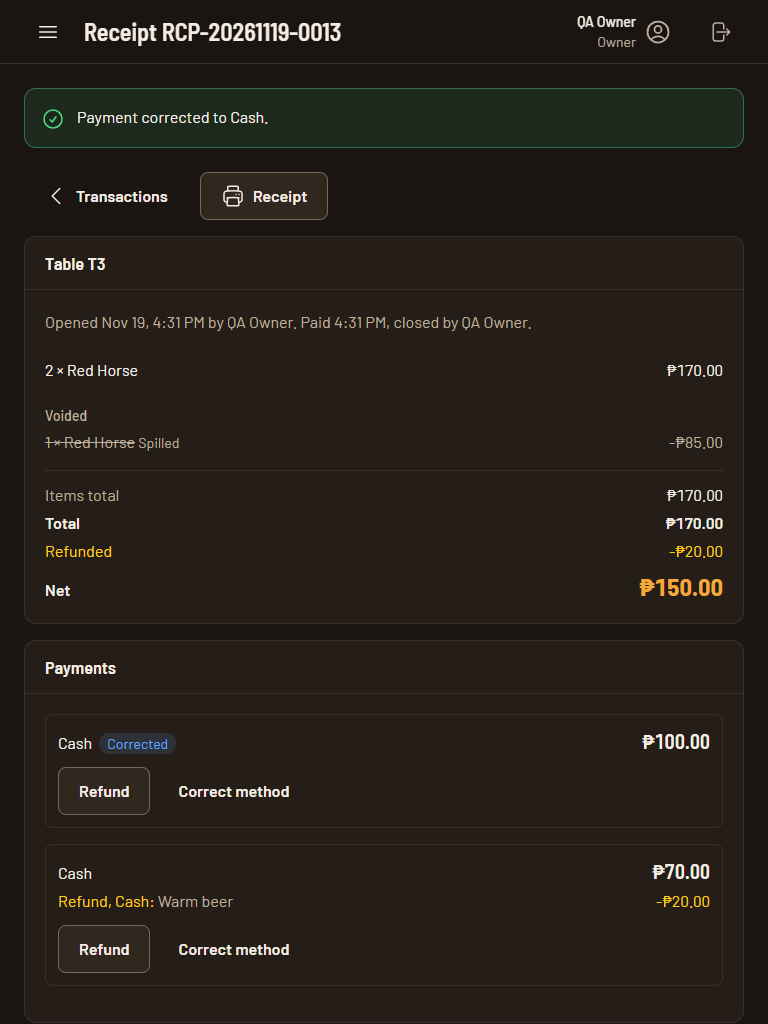 Receipt RCP-20261119-0013
QA Owner
Owner
Payment corrected to Cash.
Transactions
Receipt
Table T3
Opened Nov 19, 4:31 PM by QA Owner. Paid 4:31 PM, closed by QA Owner.
2 × Red Horse ₱170.00
Voided
1 × Red Horse Spilled -₱85.00
Items total ₱170.00
Total ₱170.00
Refunded -₱20.00
Net ₱150.00
Payments
Cash Corrected ₱100.00
Refund Correct method
Cash ₱70.00
Refund, Cash: Warm beer -₱20.00
Refund Correct method